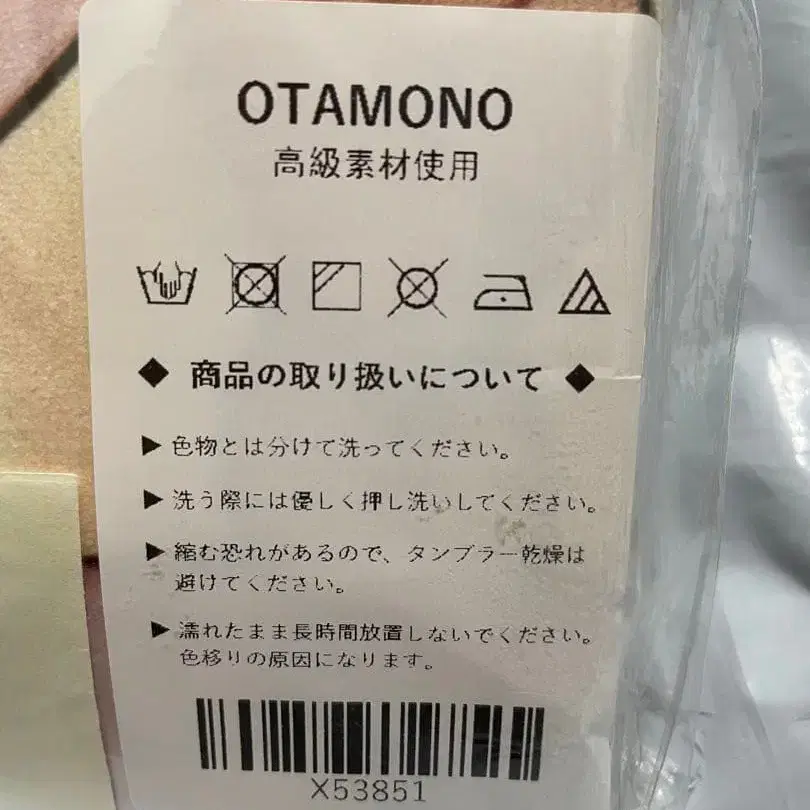 OTAMONO
高級素材使用
◆ 商品の取り扱いについて ◆
▶ 色物とは分けて洗ってください。
▶ 洗う際には優しく押し洗いしてください。
▶ 縮む恐れがあるので、タンブラー乾燥は
避けてください。
▶ 濡れたまま長時間放置しないでください。
色移りの原因になります。
X53851